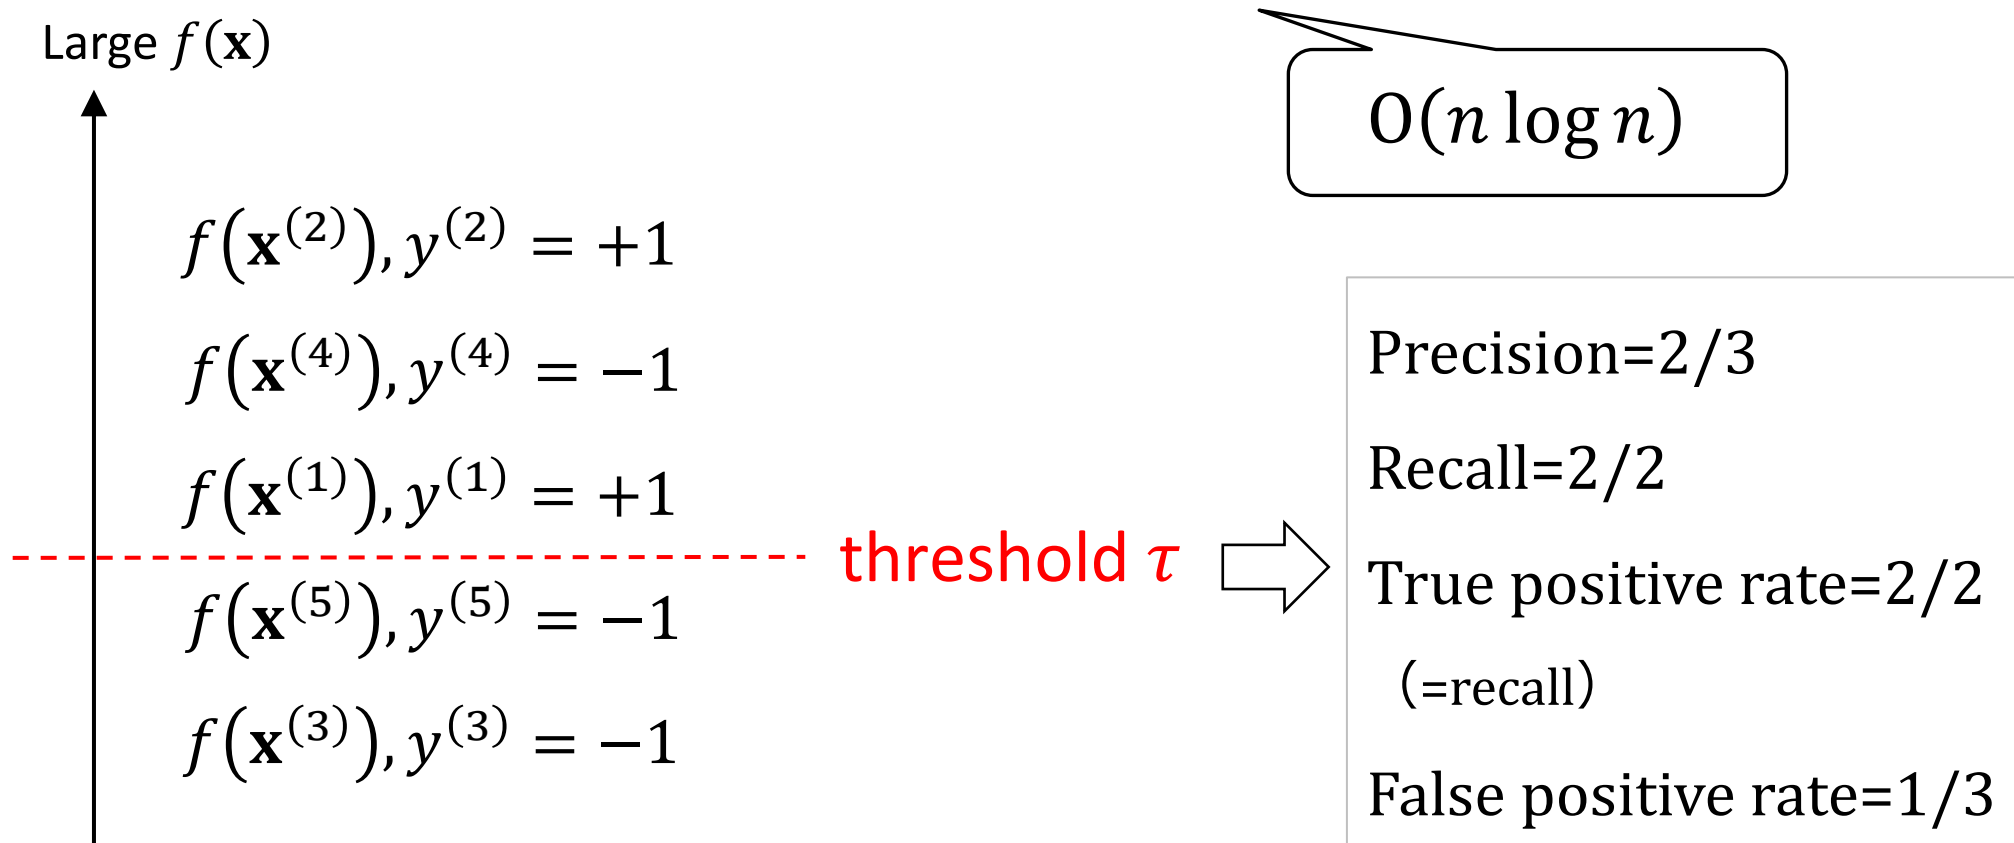 Large f(x)
O(n log n)
f(x⁽²⁾), y⁽²⁾ = +1
f(x⁽⁴⁾), y⁽⁴⁾ = −1
f(x⁽¹⁾), y⁽¹⁾ = +1
threshold τ
f(x⁽⁵⁾), y⁽⁵⁾ = −1
f(x⁽³⁾), y⁽³⁾ = −1
Precision=2/3
Recall=2/2
True positive rate=2/2
（=recall）
False positive rate=1/3